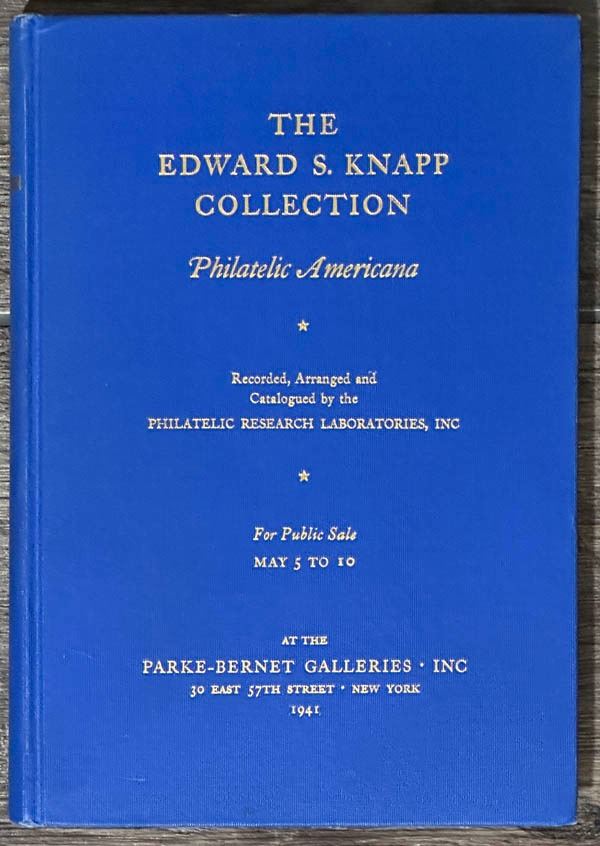 THE
EDWARD S. KNAPP
COLLECTION
Philatelic Americana
Recorded, Arranged and
Catalogued by the
PHILATELIC RESEARCH LABORATORIES, INC
For Public Sale
MAY 5 TO 10
AT THE
PARKE-BERNET GALLERIES · INC
30 EAST 57TH STREET · NEW YORK
1941